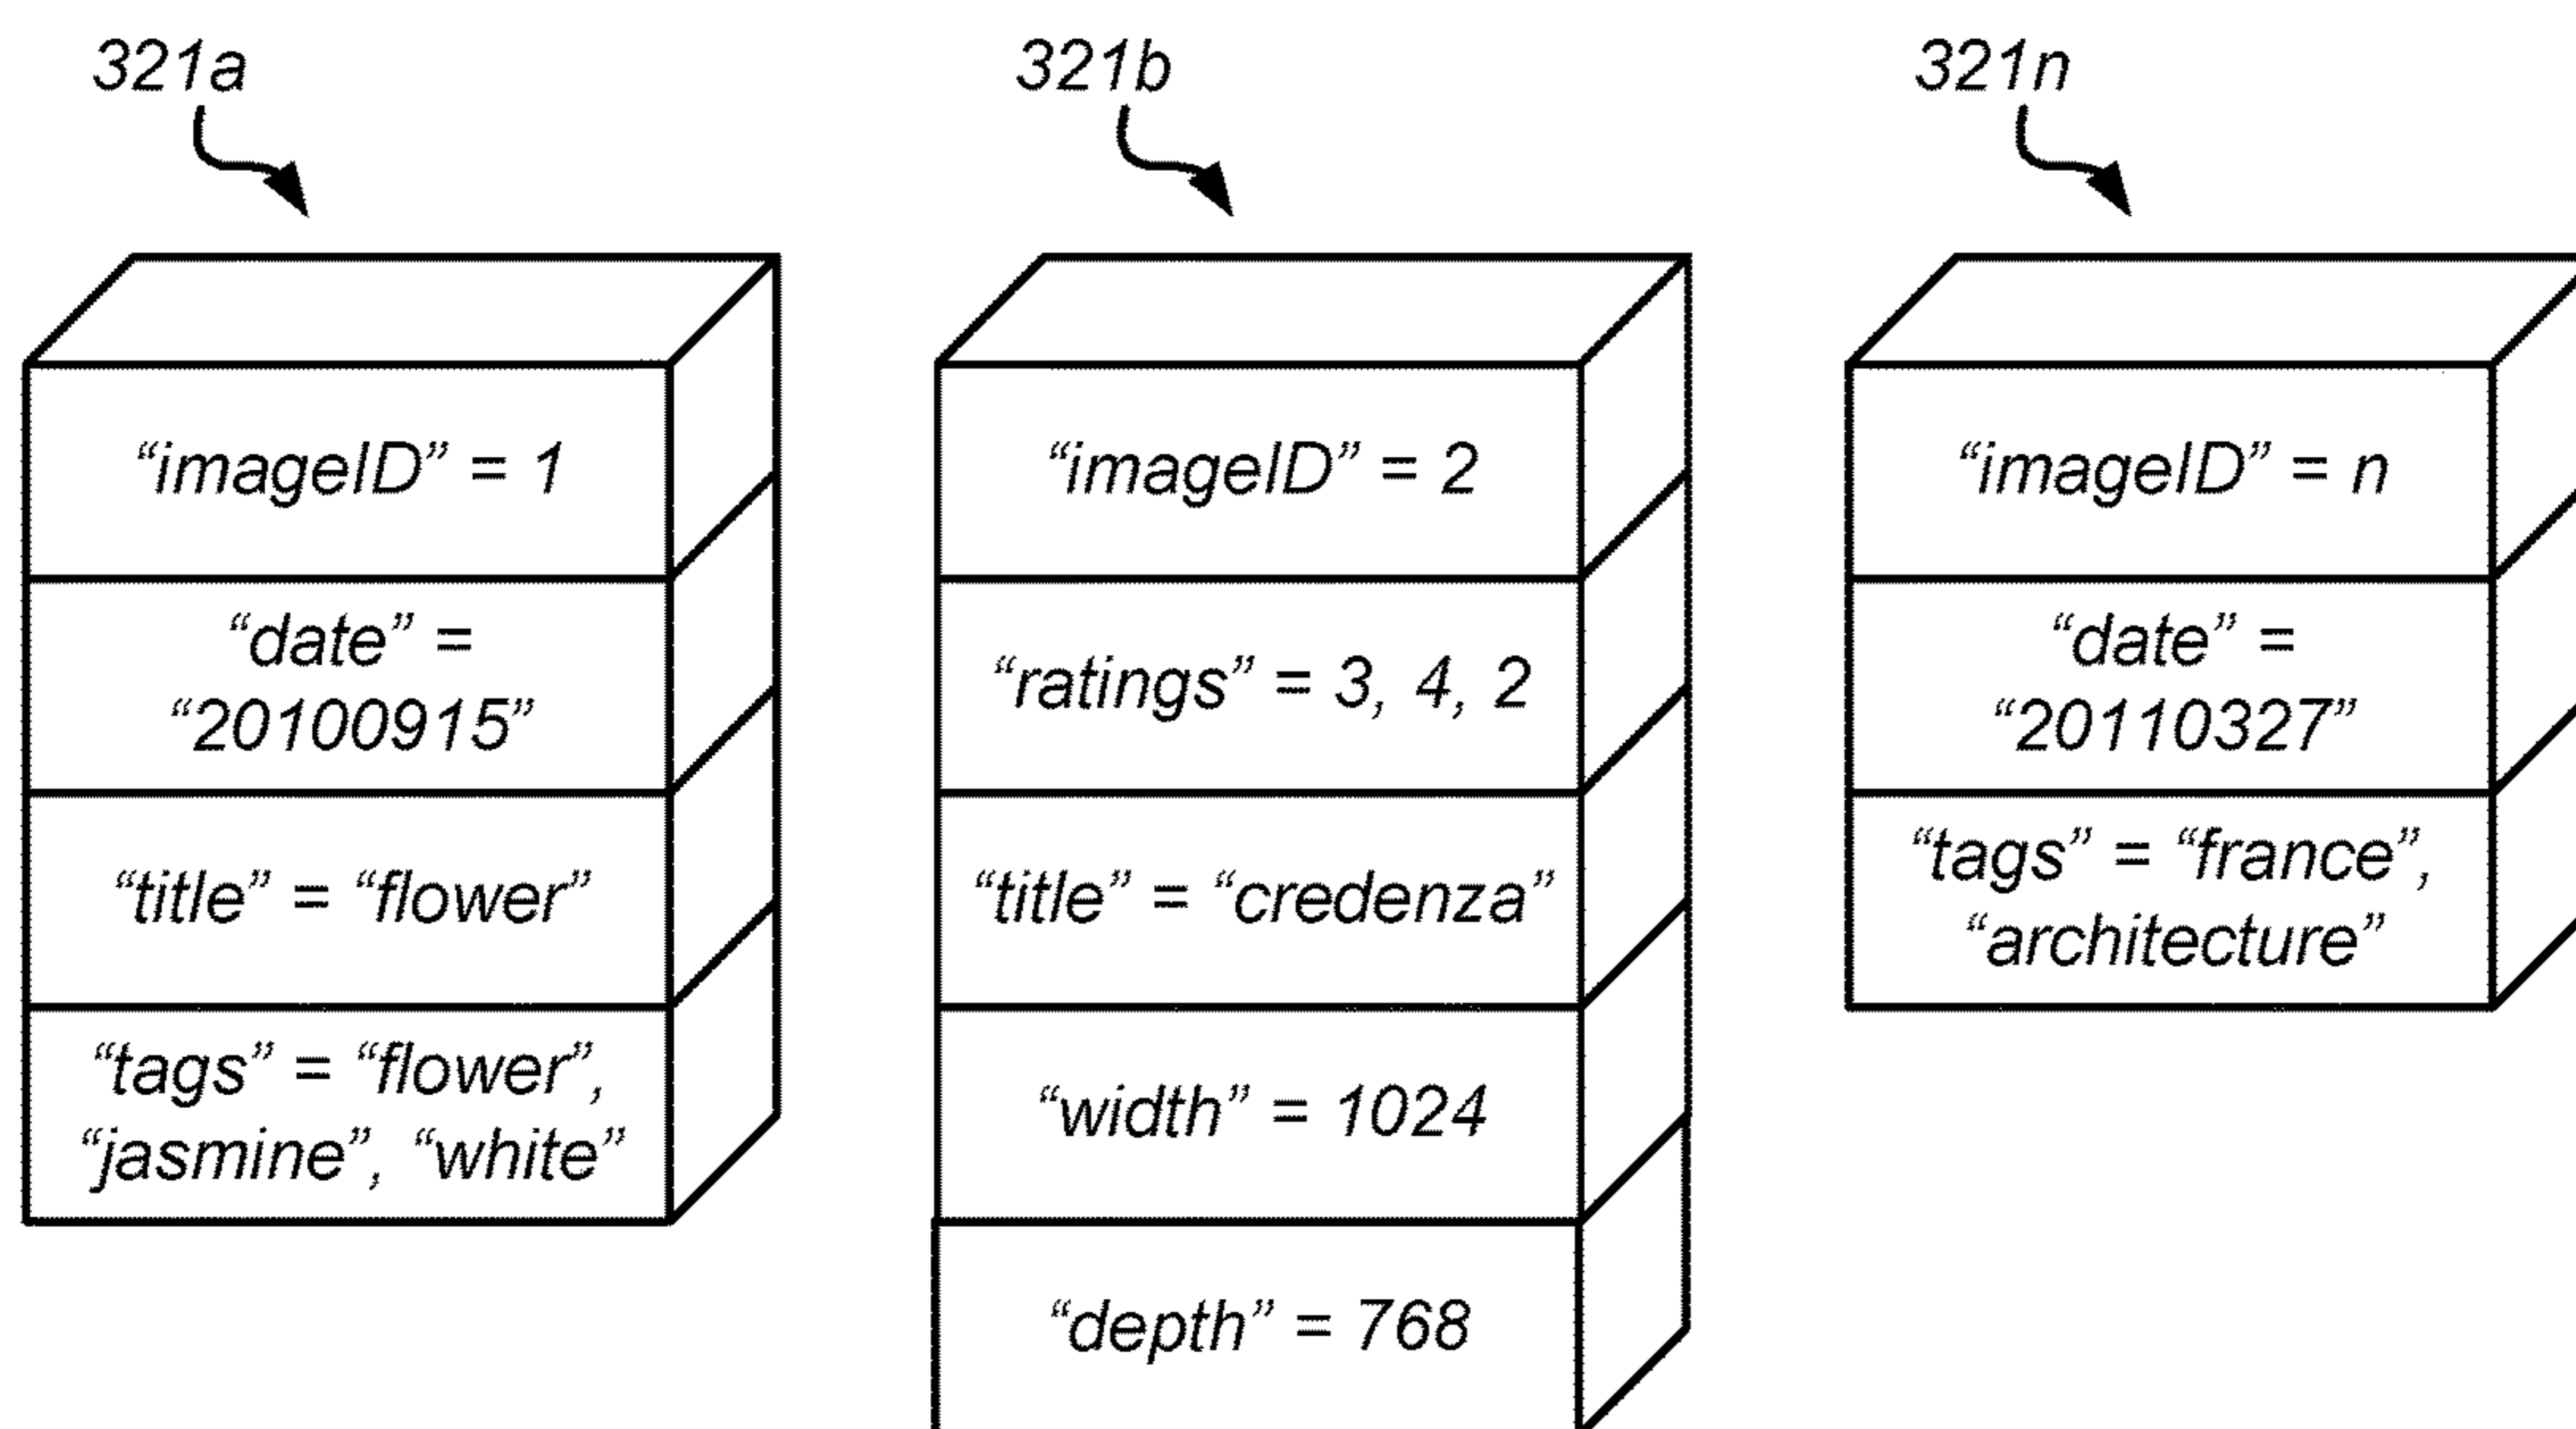 321a
“imageID” = 1
“date” =
“20100915”
“title” = “flower”
“tags” = “flower”,
“jasmine”, “white”
321b
“imageID” = 2
“ratings” = 3, 4, 2
“title” = “credenza”
“width” = 1024
“depth” = 768
321n
“imageID” = n
“date” =
“20110327”
“tags” = “france”,
“architecture”